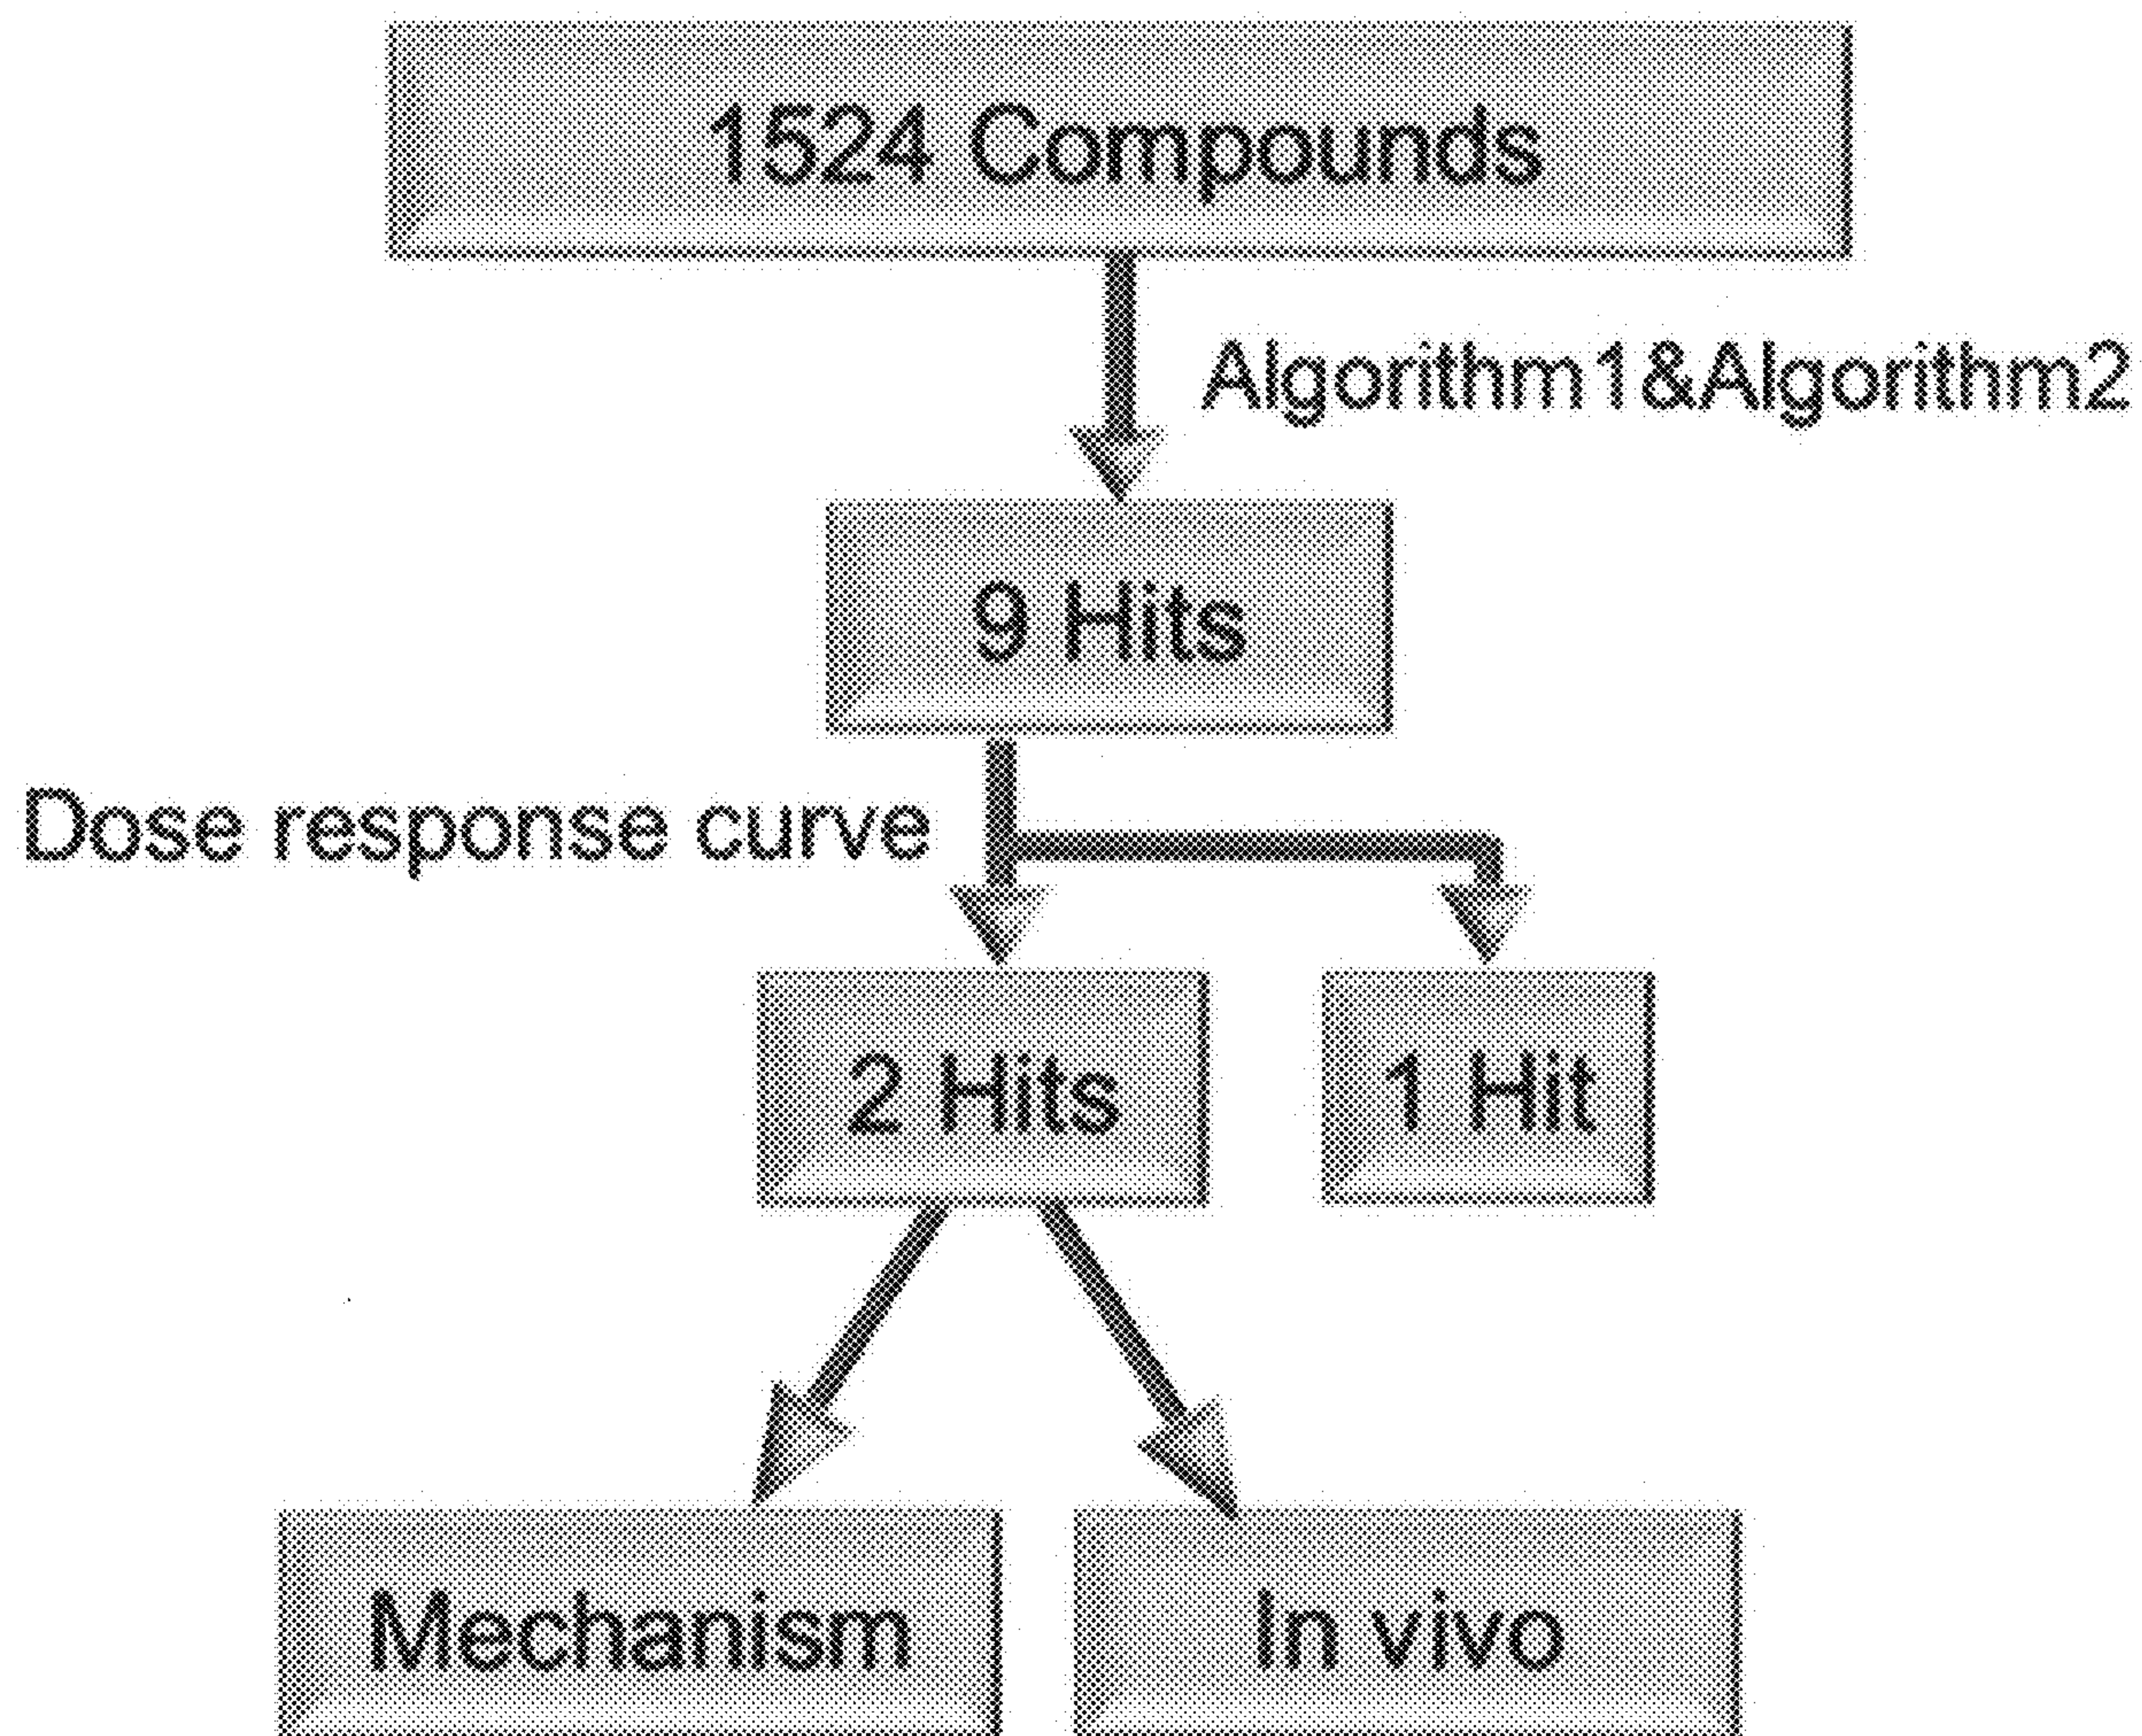 1524 Compounds
Algorithm1&Algorithm2
9 Hits
Dose response curve
2 Hits
1 Hit
Mechanism
In vivo